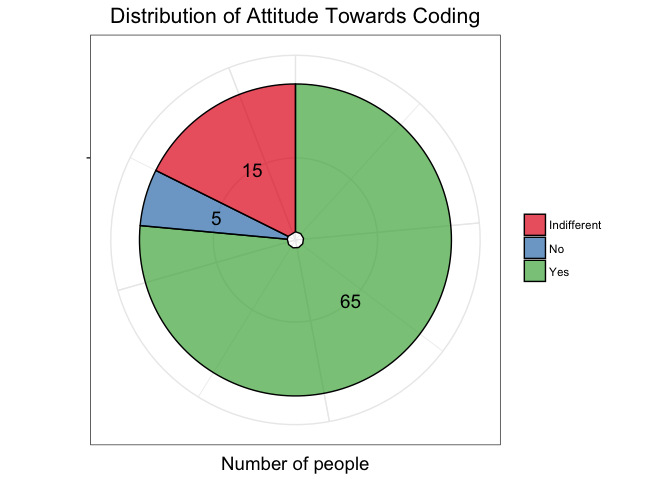 Distribution of Attitude Towards Coding
15
5
65
Indifferent
No
Yes
Number of people